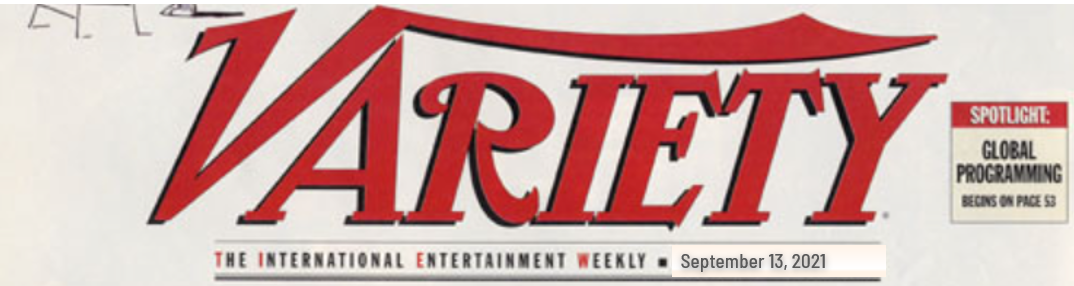 VARIETY
SPOTLIGHT:
GLOBAL
PROGRAMMING
BEGINS ON PAGE 53
THE INTERNATIONAL ENTERTAINMENT WEEKLY ■ September 13, 2021